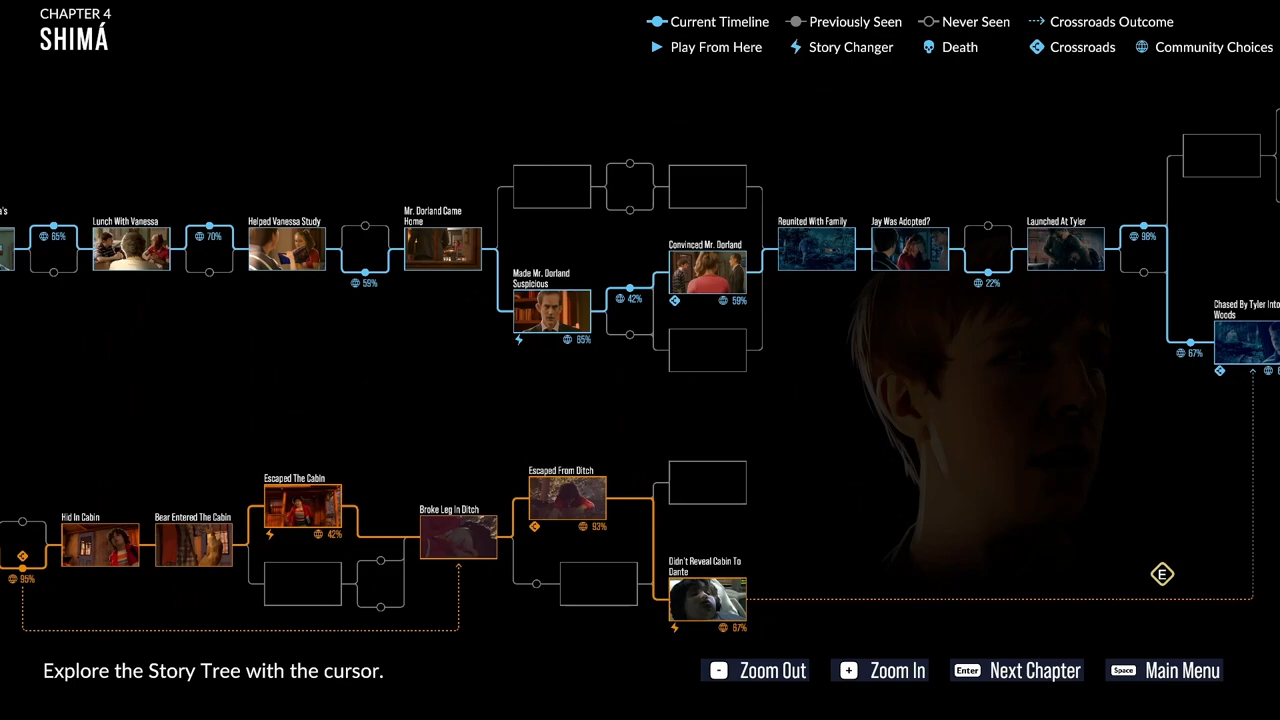 CHAPTER 4
SHIMÁ
Current Timeline
Previously Seen
Never Seen
Crossroads Outcome
Play From Here
Story Changer
Death
Crossroads
Community Choices
a's
65%
Lunch With Vanessa
70%
Helped Vanessa Study
59%
Mr. Dorland Came
Home
Made Mr. Dorland
Suspicious
65%
42%
Convinced Mr. Dorland
59%
Reunited With Family
Jay Was Adopted?
22%
Launched At Tyler
98%
67%
Chased By Tyler Into
Woods
95%
Hid In Cabin
Bear Entered The Cabin
Escaped The Cabin
42%
Broke Leg In Ditch
Escaped From Ditch
93%
Didn't Reveal Cabin To
Dante
67%
E
Explore the Story Tree with the cursor.
- Zoom Out
+ Zoom In
Enter Next Chapter
Space Main Menu